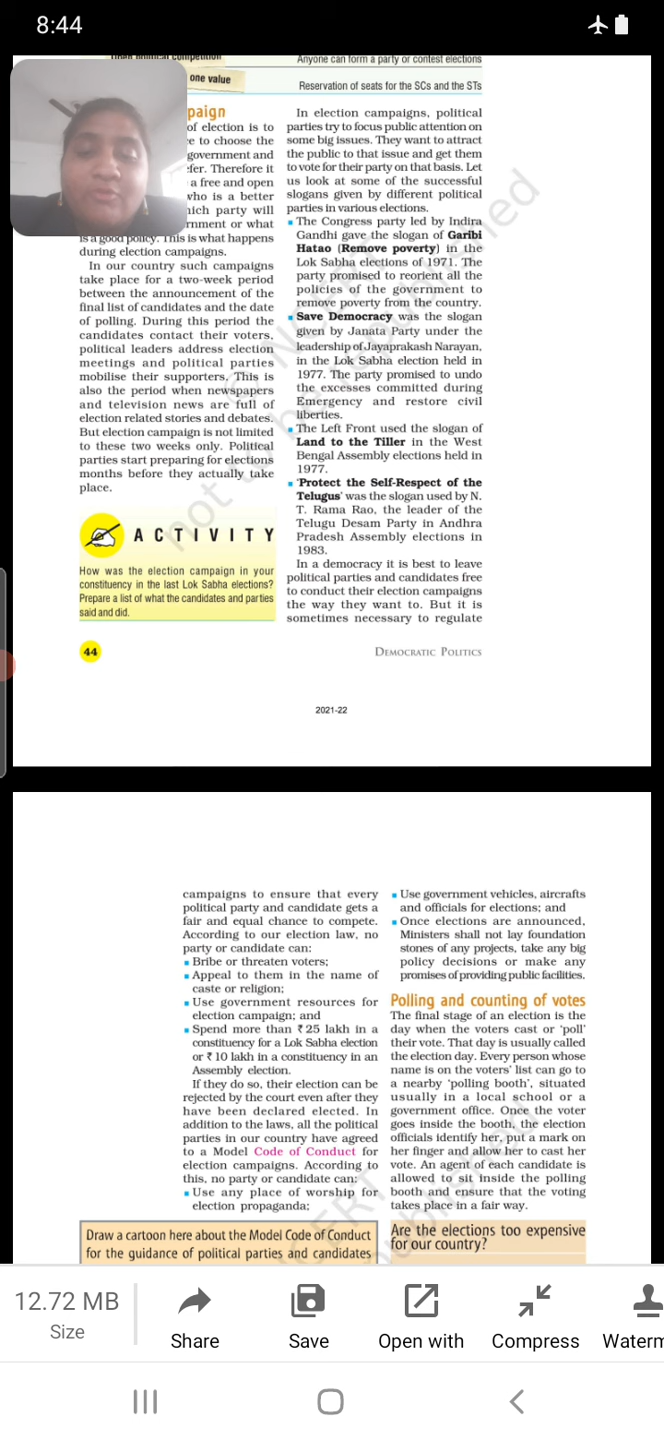 8:44
Open political competition
Anyone can form a party or contest elections
one value
Reservation of seats for the SCs and the STs
paign
of election is to
e to choose the
government and
efer. Therefore it
a free and open
who is a better
hich party will
rnment or what
is a good policy. This is what happens
during election campaigns.
In our country such campaigns
take place for a two-week period
between the announcement of the
final list of candidates and the date
of polling. During this period the
candidates contact their voters,
political leaders address election
meetings and political parties
mobilise their supporters. This is
also the period when newspapers
and television news are full of
election related stories and debates.
But election campaign is not limited
to these two weeks only. Political
parties start preparing for elections
months before they actually take
place.
ACTIVITY
How was the election campaign in your
constituency in the last Lok Sabha elections?
Prepare a list of what the candidates and parties
said and did.
In election campaigns, political
parties try to focus public attention on
some big issues. They want to attract
the public to that issue and get them
to vote for their party on that basis. Let
us look at some of the successful
slogans given by different political
parties in various elections.
▪ The Congress party led by Indira
Gandhi gave the slogan of Garibi
Hatao (Remove poverty) in the
Lok Sabha elections of 1971. The
party promised to reorient all the
policies of the government to
remove poverty from the country.
▪ Save Democracy was the slogan
given by Janata Party under the
leadership of Jayaprakash Narayan,
in the Lok Sabha election held in
1977. The party promised to undo
the excesses committed during
Emergency and restore civil
liberties.
▪ The Left Front used the slogan of
Land to the Tiller in the West
Bengal Assembly elections held in
1977.
▪ 'Protect the Self-Respect of the
Telugus' was the slogan used by N.
T. Rama Rao, the leader of the
Telugu Desam Party in Andhra
Pradesh Assembly elections in
1983.
In a democracy it is best to leave
political parties and candidates free
to conduct their election campaigns
the way they want to. But it is
sometimes necessary to regulate
44
DEMOCRATIC POLITICS
2021-22
not to be republished
campaigns to ensure that every
political party and candidate gets a
fair and equal chance to compete.
According to our election law, no
party or candidate can:
▪ Bribe or threaten voters;
▪ Appeal to them in the name of
caste or religion;
▪ Use government resources for
election campaign; and
▪ Spend more than ₹ 25 lakh in a
constituency for a Lok Sabha election
or ₹ 10 lakh in a constituency in an
Assembly election.
If they do so, their election can be
rejected by the court even after they
have been declared elected. In
addition to the laws, all the political
parties in our country have agreed
to a Model Code of Conduct for
election campaigns. According to
this, no party or candidate can:
▪ Use any place of worship for
election propaganda;
Draw a cartoon here about the Model Code of Conduct
for the guidance of political parties and candidates
▪ Use government vehicles, aircrafts
and officials for elections; and
▪ Once elections are announced,
Ministers shall not lay foundation
stones of any projects, take any big
policy decisions or make any
promises of providing public facilities.
Polling and counting of votes
The final stage of an election is the
day when the voters cast or 'poll'
their vote. That day is usually called
the election day. Every person whose
name is on the voters' list can go to
a nearby 'polling booth', situated
usually in a local school or a
government office. Once the voter
goes inside the booth, the election
officials identify her, put a mark on
her finger and allow her to cast her
vote. An agent of each candidate is
allowed to sit inside the polling
booth and ensure that the voting
takes place in a fair way.
Are the elections too expensive
for our country?
12.72 MB
Size
Share
Save
Open with
Compress
Waterm